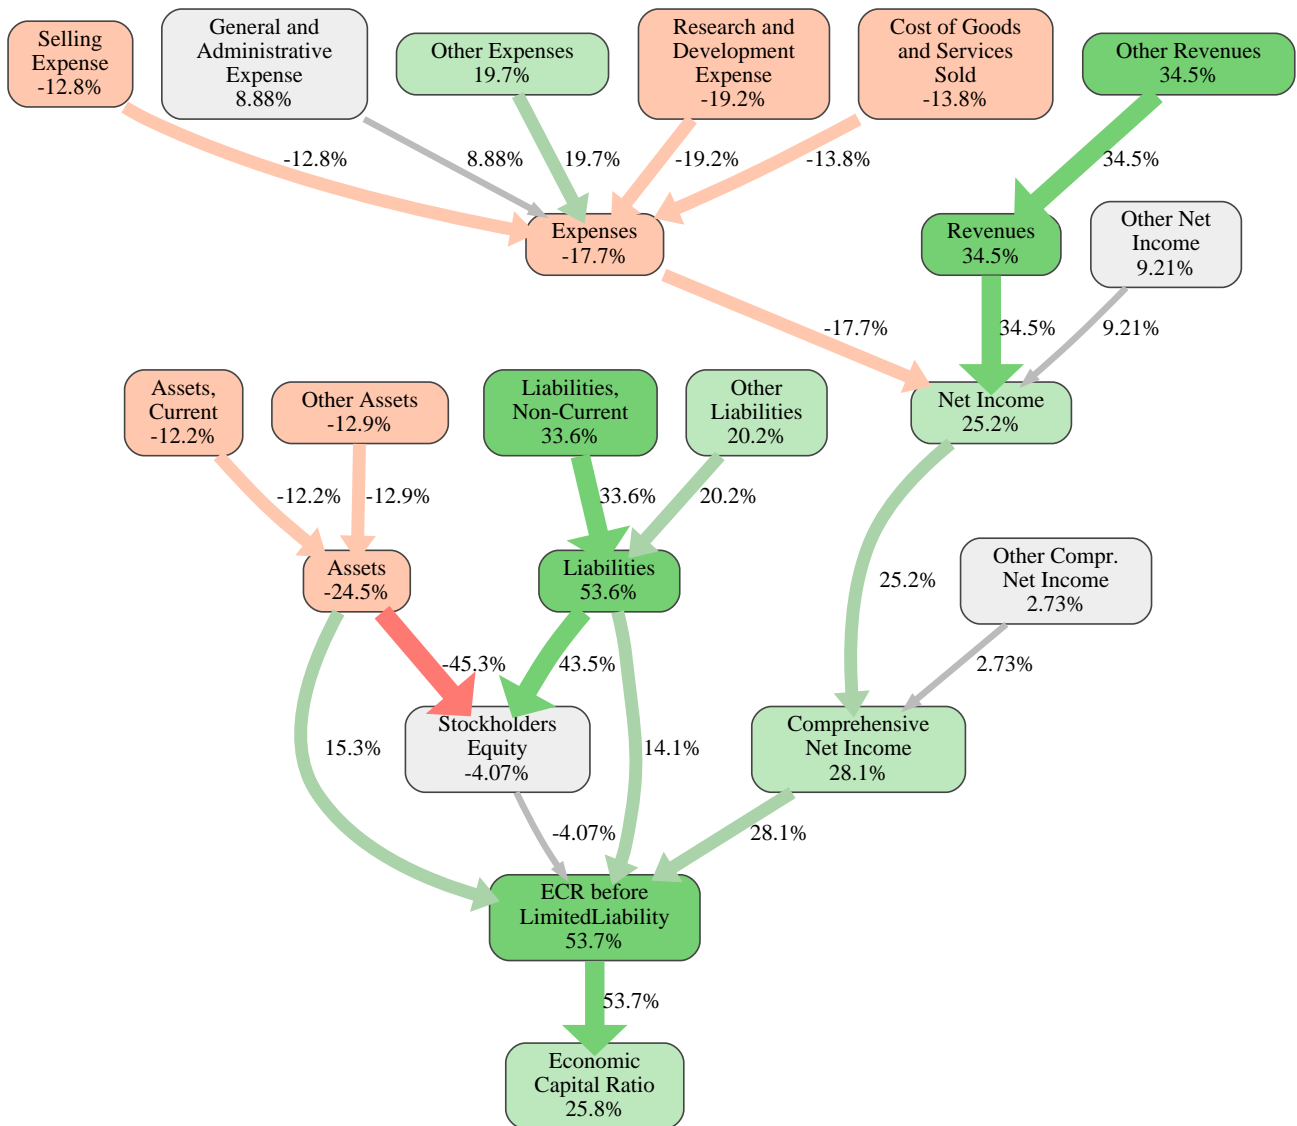 Selling
Expense
-12.8%
General and
Administrative
Expense
8.88%
Other Expenses
19.7%
Research and
Development
Expense
-19.2%
Cost of Goods
and Services
Sold
-13.8%
Other Revenues
34.5%
-12.8%
8.88%
19.7%
-19.2%
-13.8%
34.5%
Expenses
-17.7%
Revenues
34.5%
Other Net
Income
9.21%
-17.7%
34.5%
9.21%
Assets,
Current
-12.2%
Other Assets
-12.9%
Liabilities,
Non-Current
33.6%
Other
Liabilities
20.2%
Net Income
25.2%
-12.2%
-12.9%
33.6%
20.2%
Assets
-24.5%
Liabilities
53.6%
25.2%
Other Compr.
Net Income
2.73%
-45.3%
43.5%
2.73%
Stockholders
Equity
-4.07%
Comprehensive
Net Income
28.1%
15.3%
14.1%
-4.07%
28.1%
ECR before
LimitedLiability
53.7%
53.7%
Economic
Capital Ratio
25.8%